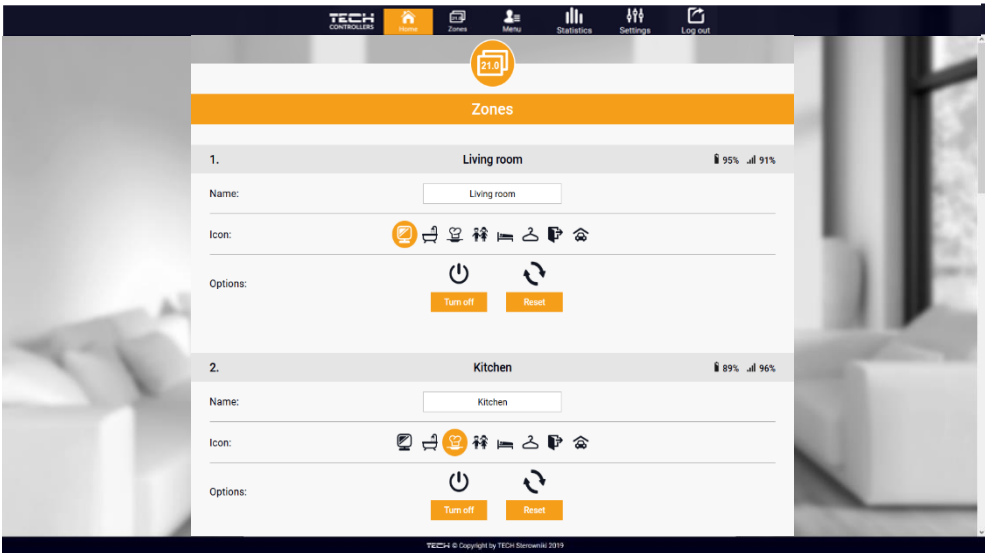 TECH
CONTROLLERS
Home
Zones
Menu
Statistics
Settings
Log out
21.0
Zones
1. Living room 95% 91%
Name: Living room
Icon:
Options:
Turn off Reset
2. Kitchen 89% 96%
Name: Kitchen
Icon:
Options:
Turn off Reset
TECH © Copyright by TECH Sterowniki 2019